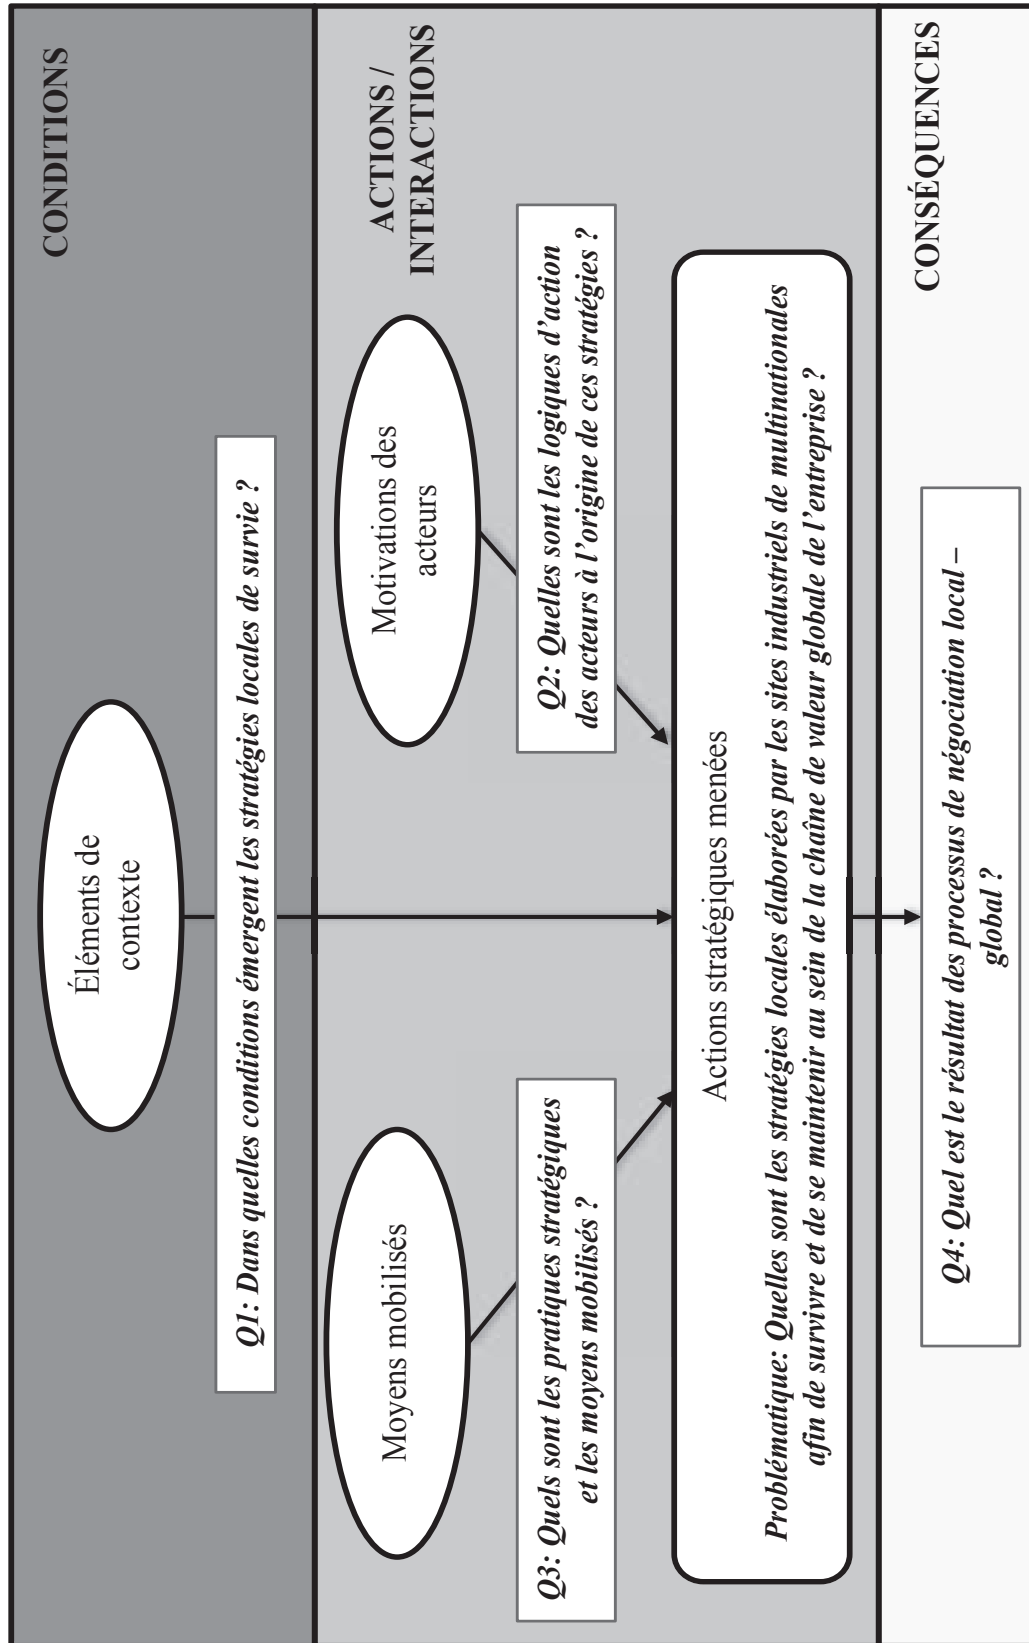 CONDITIONS
Éléments de
contexte
Q1: Dans quelles conditions émergent les stratégies locales de survie ?
ACTIONS /
INTERACTIONS
Moyens mobilisés
Motivations des
acteurs
Q3: Quels sont les pratiques stratégiques
et les moyens mobilisés ?
Q2: Quelles sont les logiques d’action
des acteurs à l’origine de ces stratégies ?
Actions stratégiques menées
Problématique: Quelles sont les stratégies locales élaborées par les sites industriels de multinationales
afin de survivre et de se maintenir au sein de la chaîne de valeur globale de l’entreprise ?
CONSÉQUENCES
Q4: Quel est le résultat des processus de négociation local –
global ?